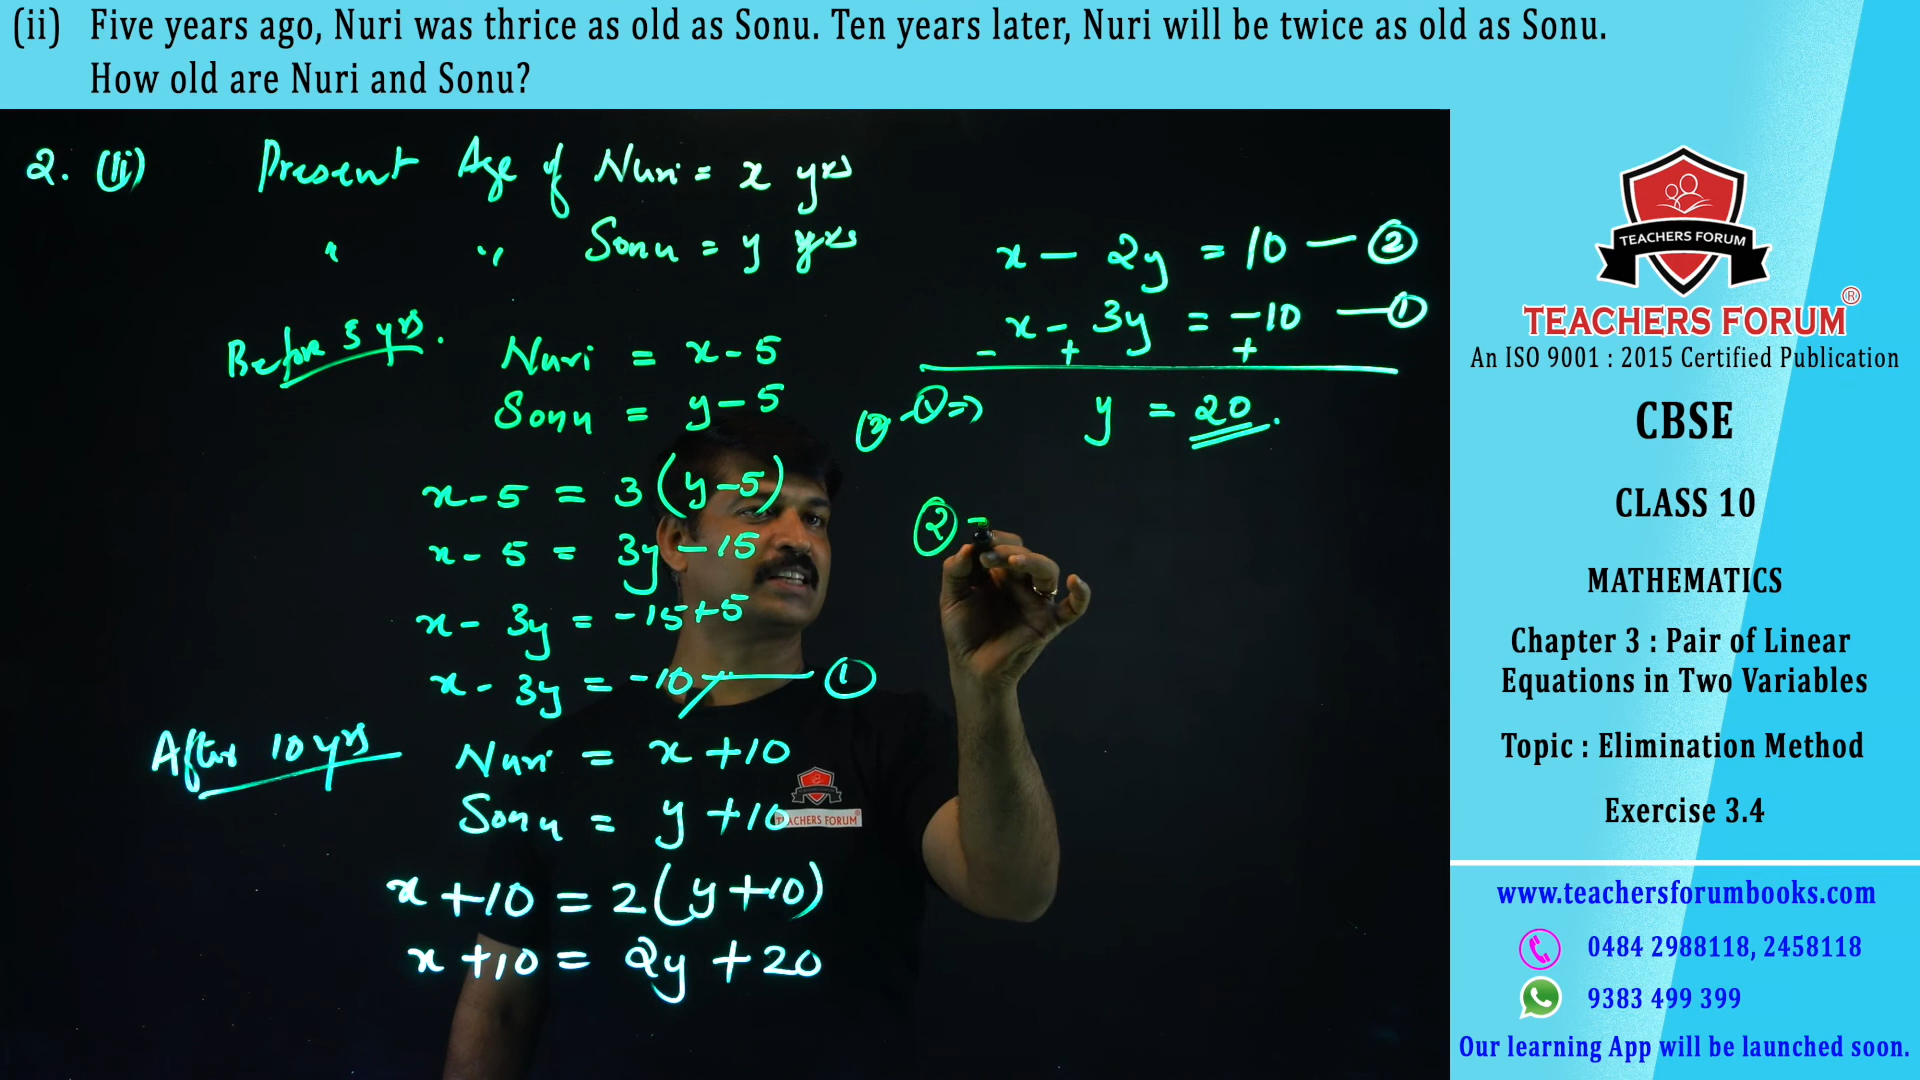 (ii) Five years ago, Nuri was thrice as old as Sonu. Ten years later, Nuri will be twice as old as Sonu.
How old are Nuri and Sonu?
2. (ii) Present Age of Nuri = x yrs
" " Sonu = y yrs
Before 5 yrs.
Nuri = x - 5
Sonu = y - 5
x - 5 = 3 (y - 5)
x - 5 = 3y - 15
x - 3y = -15 + 5
x - 3y = -10 — ①
After 10 yrs
Nuri = x + 10
Sonu = y + 10
x + 10 = 2 (y + 10)
x + 10 = 2y + 20
x - 2y = 10 — ②
x - 3y = -10 — ①
- + +
② - ① => y = 20.
② =
TEACHERS FORUM
TEACHERS FORUM
TEACHERS FORUM®
An ISO 9001 : 2015 Certified Publication
CBSE
CLASS 10
MATHEMATICS
Chapter 3 : Pair of Linear
Equations in Two Variables
Topic : Elimination Method
Exercise 3.4
www.teachersforumbooks.com
0484 2988118, 2458118
9383 499 399
Our learning App will be launched soon.